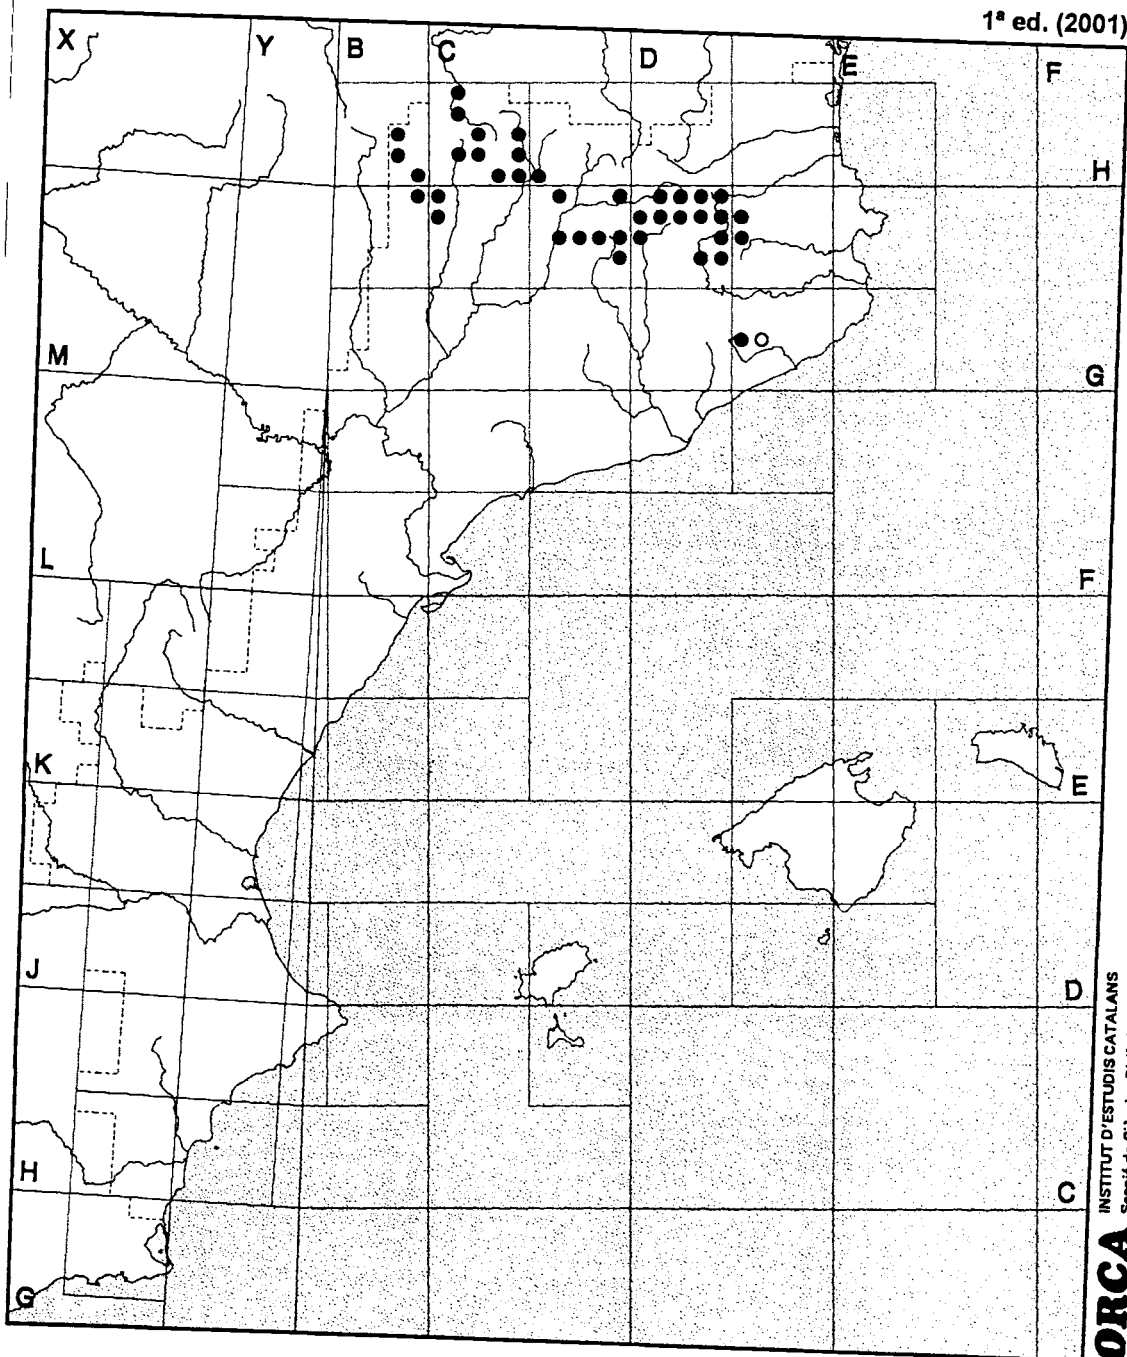 1ª ed. (2001)
X Y B C D E F
H
M G
L F
K E
J D
H C
G
ORCA
INSTITUT D'ESTUDIS CATALANS